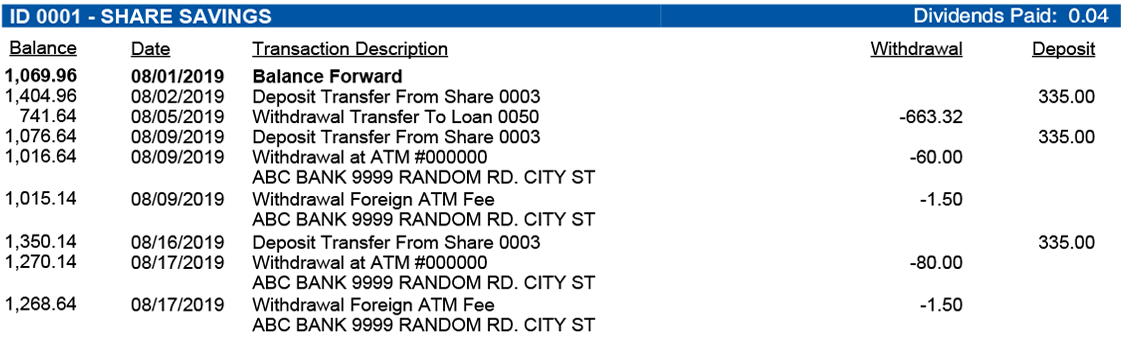 ID 0001 - SHARE SAVINGS Dividends Paid: 0.04
Balance Date Transaction Description Withdrawal Deposit
1,069.96 08/01/2019 Balance Forward
1,404.96 08/02/2019 Deposit Transfer From Share 0003 335.00
741.64 08/05/2019 Withdrawal Transfer To Loan 0050 -663.32
1,076.64 08/09/2019 Deposit Transfer From Share 0003 335.00
1,016.64 08/09/2019 Withdrawal at ATM #000000 -60.00
ABC BANK 9999 RANDOM RD. CITY ST
1,015.14 08/09/2019 Withdrawal Foreign ATM Fee -1.50
ABC BANK 9999 RANDOM RD. CITY ST
1,350.14 08/16/2019 Deposit Transfer From Share 0003 335.00
1,270.14 08/17/2019 Withdrawal at ATM #000000 -80.00
ABC BANK 9999 RANDOM RD. CITY ST
1,268.64 08/17/2019 Withdrawal Foreign ATM Fee -1.50
ABC BANK 9999 RANDOM RD. CITY ST